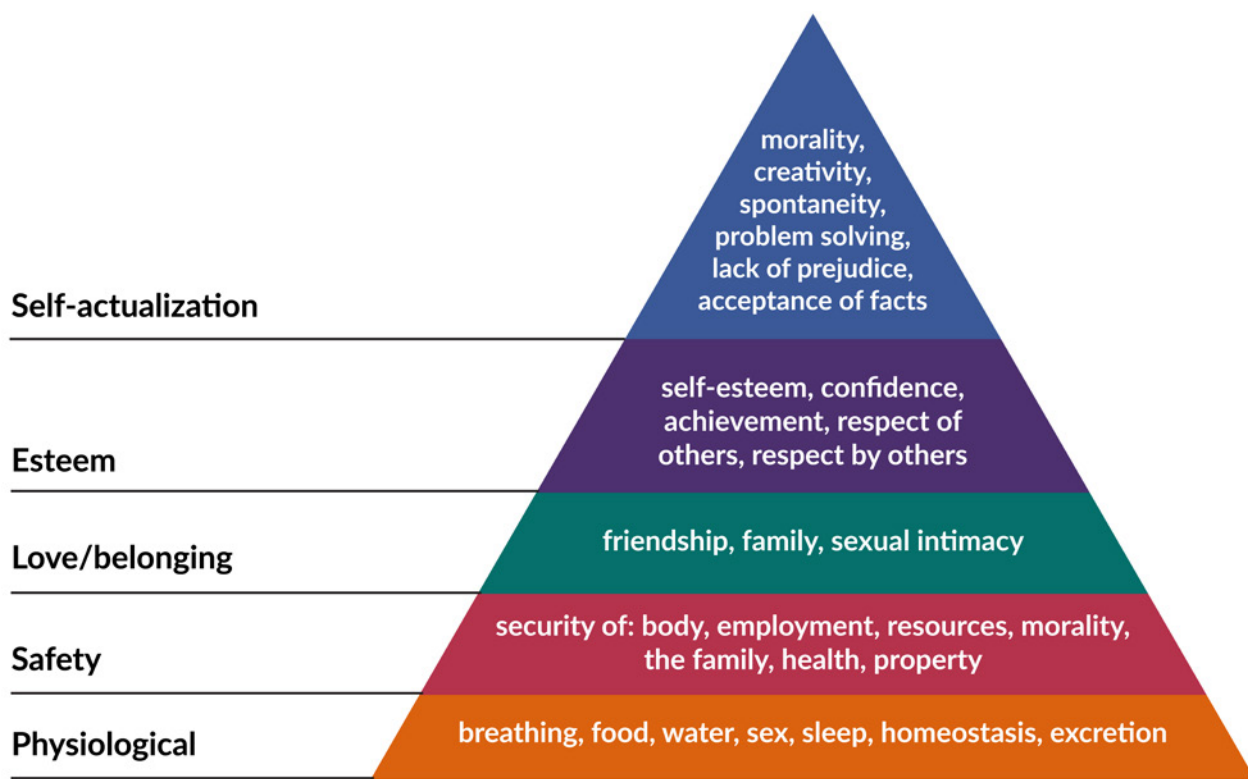 morality,
creativity,
spontaneity,
problem solving,
lack of prejudice,
acceptance of facts
Self-actualization
self-esteem, confidence,
achievement, respect of
others, respect by others
Esteem
friendship, family, sexual intimacy
Love/belonging
security of: body, employment, resources, morality,
the family, health, property
Safety
breathing, food, water, sex, sleep, homeostasis, excretion
Physiological